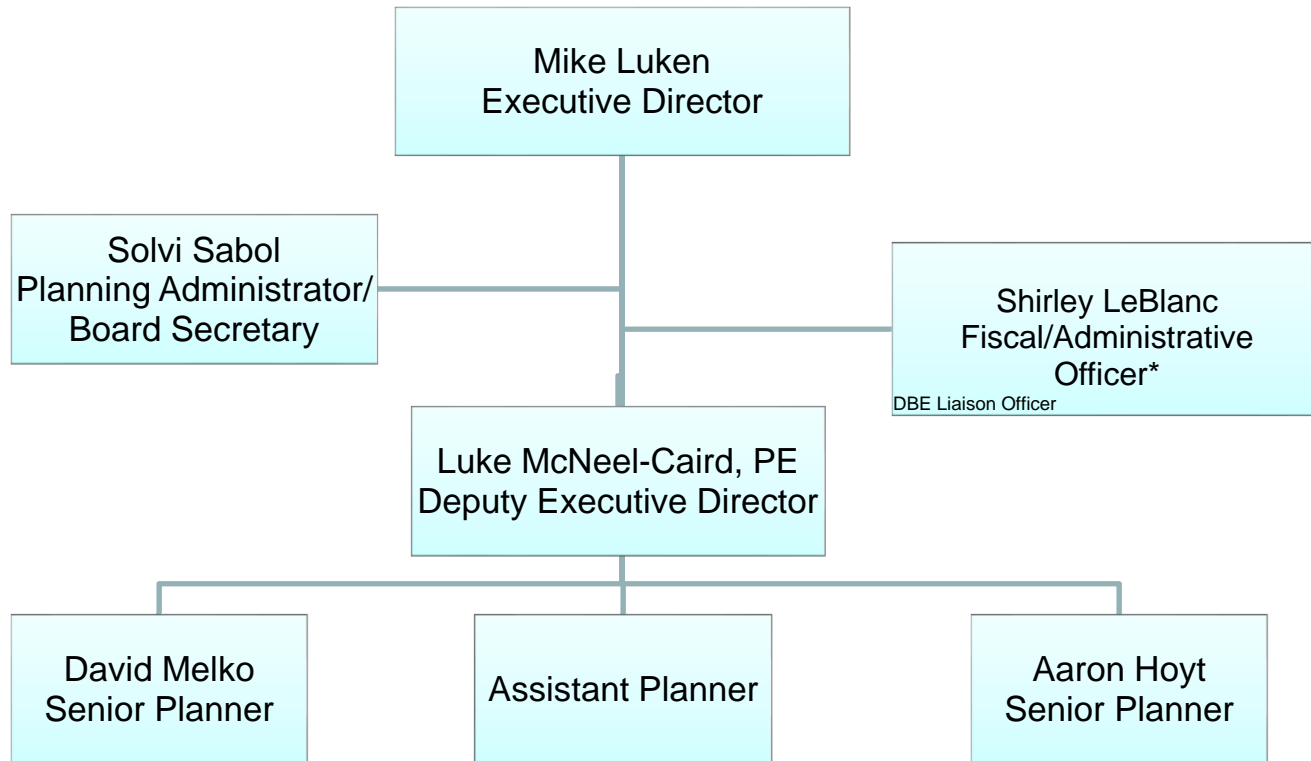 Mike Luken
Executive Director
Solvi Sabol
Planning Administrator/
Board Secretary
Shirley LeBlanc
Fiscal/Administrative
Officer*
DBE Liaison Officer
Luke McNeel-Caird, PE
Deputy Executive Director
David Melko
Senior Planner
Assistant Planner
Aaron Hoyt
Senior Planner